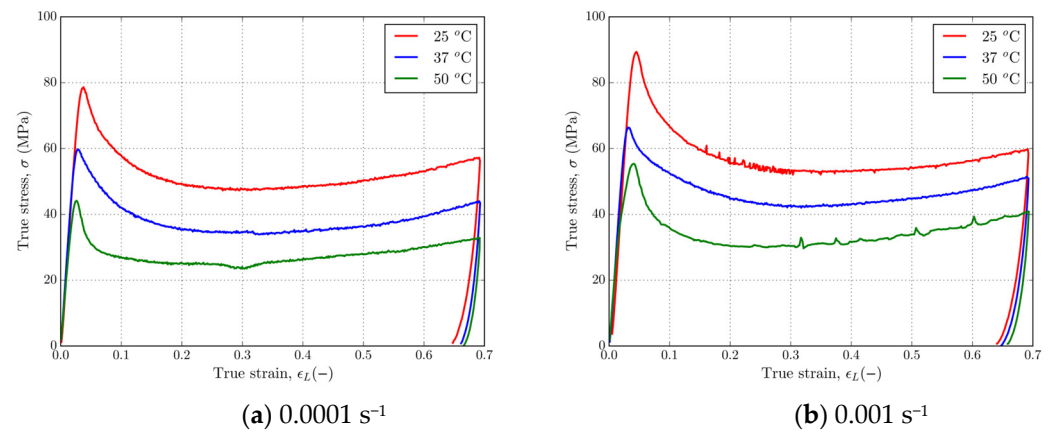 100
80
60
40
20
0
True stress, σ (MPa)
25 °C
37 °C
50 °C
0.0 0.1 0.2 0.3 0.4 0.5 0.6 0.7
True strain, ϵ_L(−)
(a) 0.0001 s⁻¹
100
80
60
40
20
0
True stress, σ (MPa)
25 °C
37 °C
50 °C
0.0 0.1 0.2 0.3 0.4 0.5 0.6 0.7
True strain, ϵ_L(−)
(b) 0.001 s⁻¹